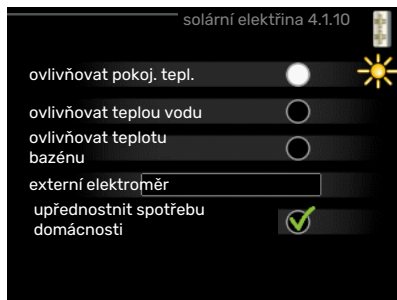 solární elektřina 4.1.10
ovlivňovat pokoj. tepl.
ovlivňovat teplou vodu
ovlivňovat teplotu
bazénu
externí elektroměr
upřednostnit spotřebu
domácnosti